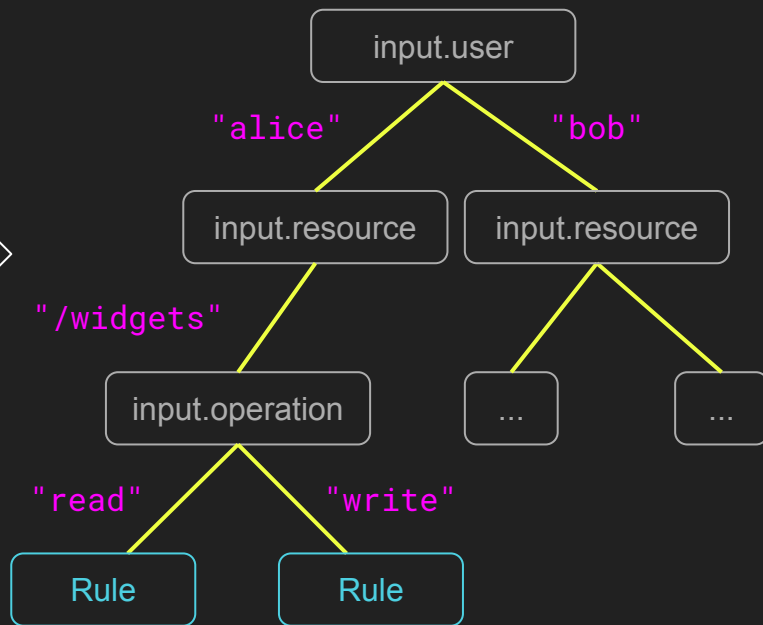 input.user
"alice"
"bob"
input.resource
input.resource
"/widgets"
input.operation
...
...
"read"
"write"
Rule
Rule